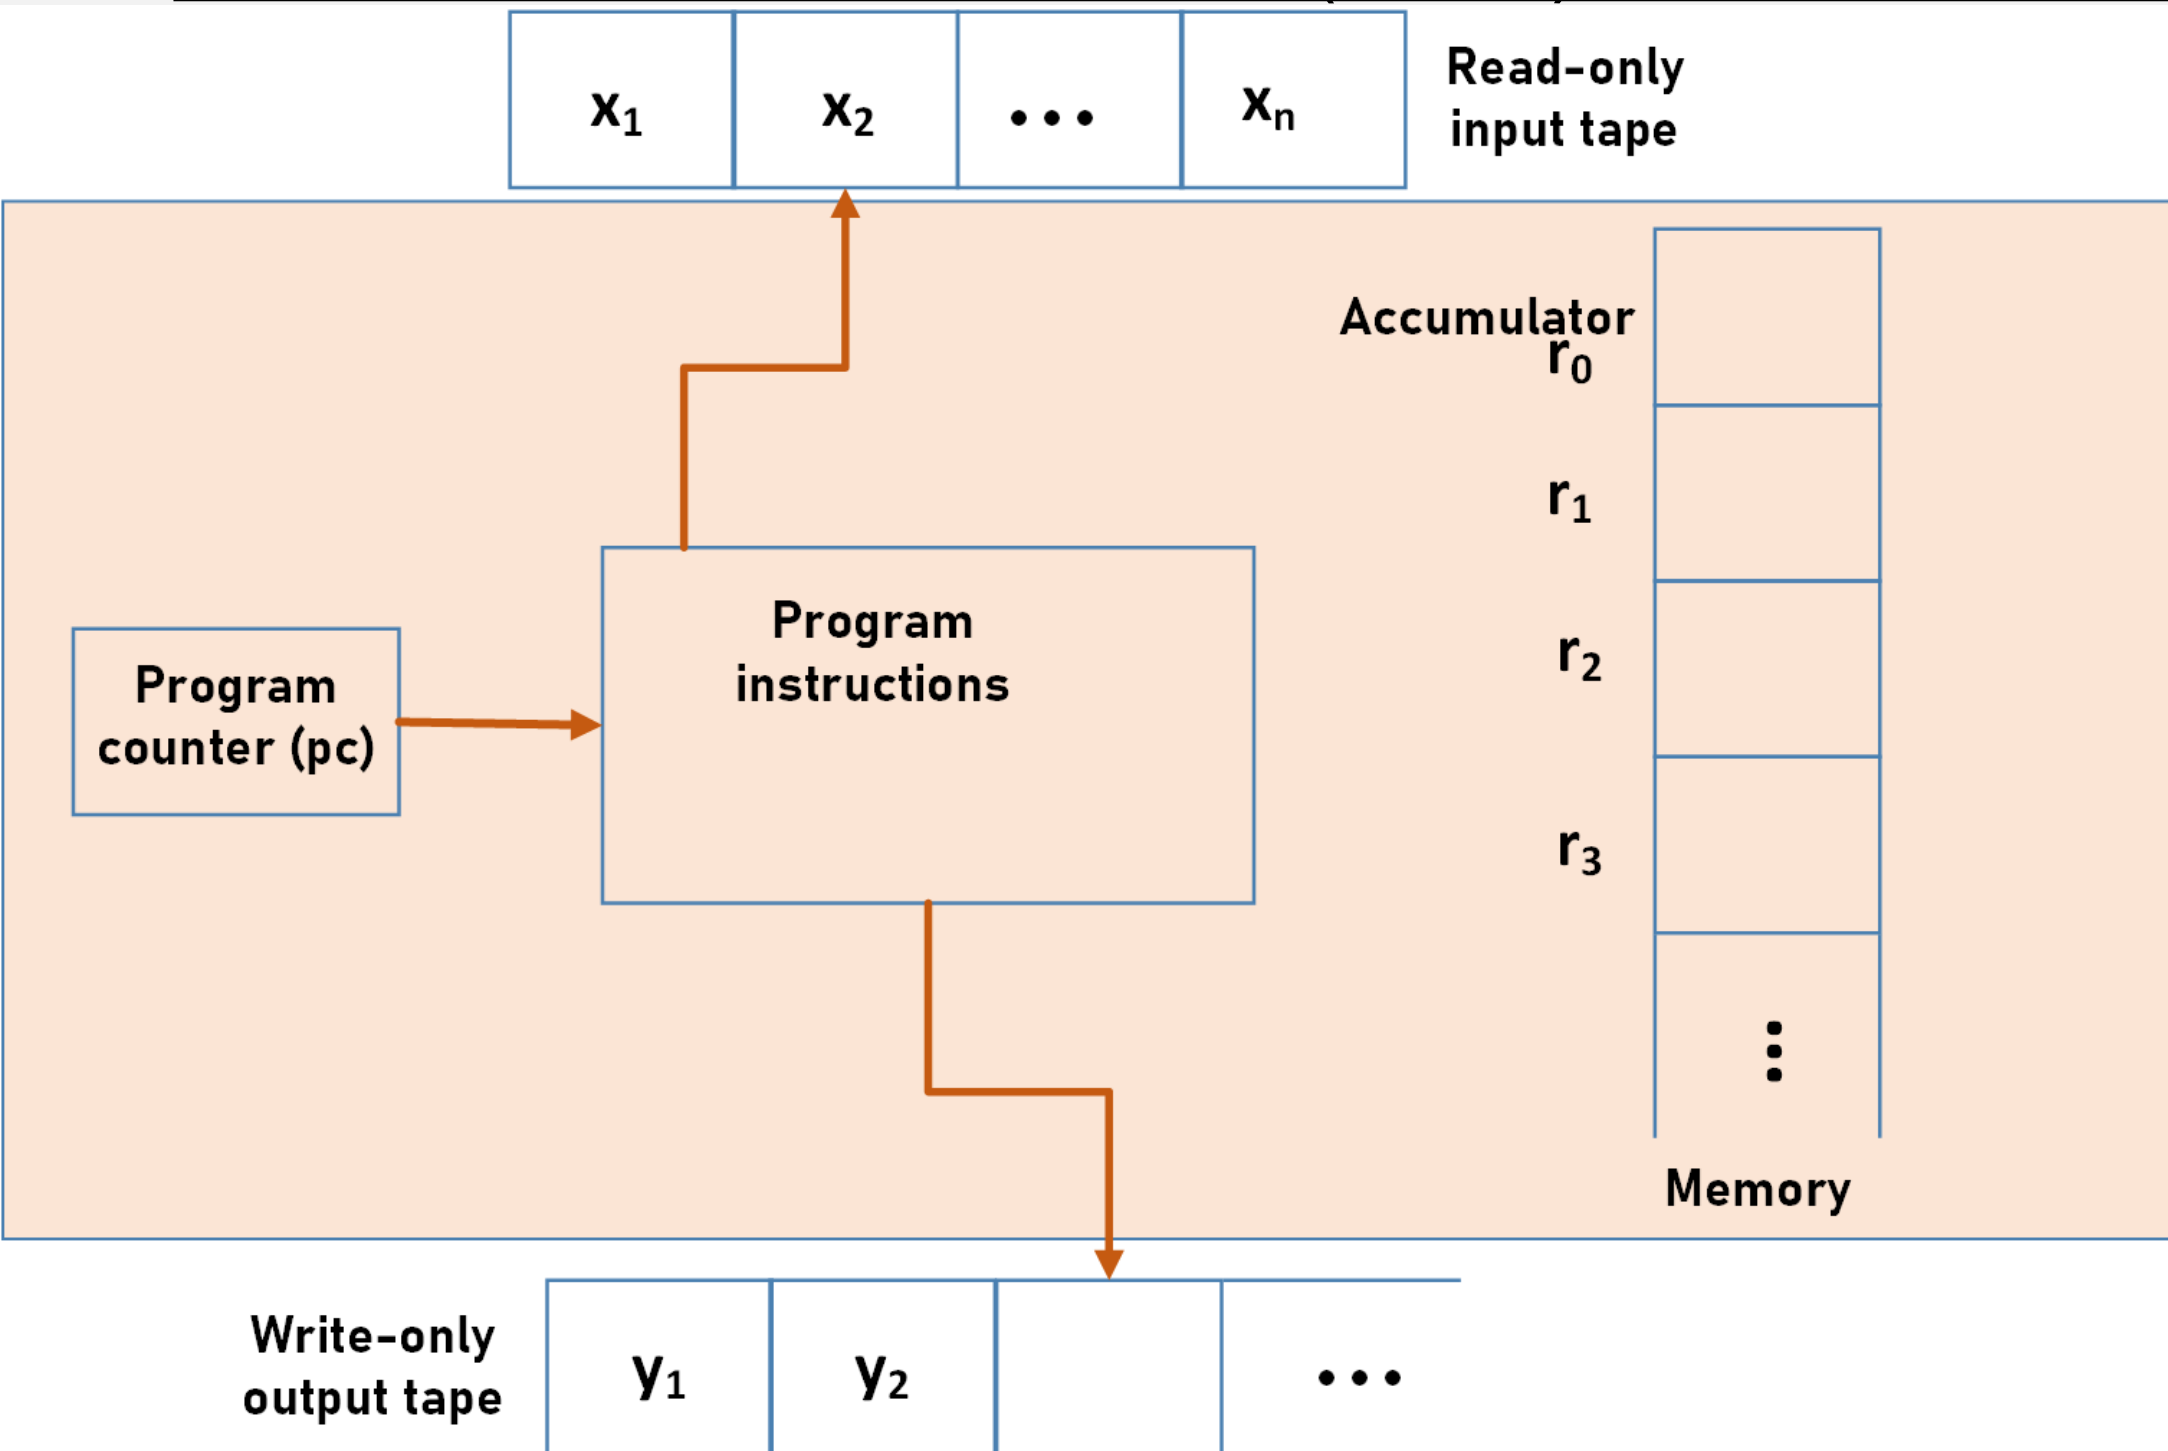 x₁ x₂ ... xₙ
Read-only
input tape
Accumulator
r₀
r₁
r₂
r₃
Program
instructions
Program
counter (pc)
Memory
Write-only
output tape
y₁ y₂ ...